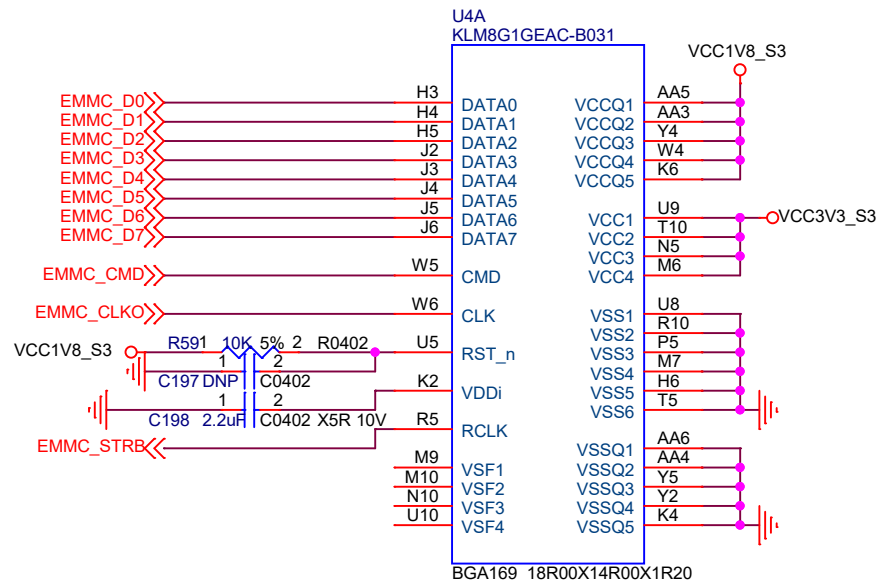 U4A
KLM8G1GEAC-B031
VCC1V8_S3
EMMC_D0 H3 DATA0 VCCQ1 AA5
EMMC_D1 H4 DATA1 VCCQ2 AA3
EMMC_D2 H5 DATA2 VCCQ3 Y4
EMMC_D3 J2 DATA3 VCCQ4 W4
EMMC_D4 J3 DATA4 VCCQ5 K6
EMMC_D5 J4 DATA5
EMMC_D6 J5 DATA6 VCC1 U9 VCC3V3_S3
EMMC_D7 J6 DATA7 VCC2 T10
VCC3 N5
EMMC_CMD W5 CMD VCC4 M6
EMMC_CLKO W6 CLK VSS1 U8
VSS2 R10
R59 1 10K 5% 2 R0402
VCC1V8_S3 U5 RST_n VSS3 P5
1 2
C197 DNP C0402 VSS4 M7
K2 VDDi VSS5 H6
1 2
C198 2.2uF C0402 X5R 10V VSS6 T5
EMMC_STRB R5 RCLK
VSSQ1 AA6
M9 VSF1 VSSQ2 AA4
M10 VSF2 VSSQ3 Y5
N10 VSF3 VSSQ4 Y2
U10 VSF4 VSSQ5 K4
BGA169_18R00X14R00X1R20